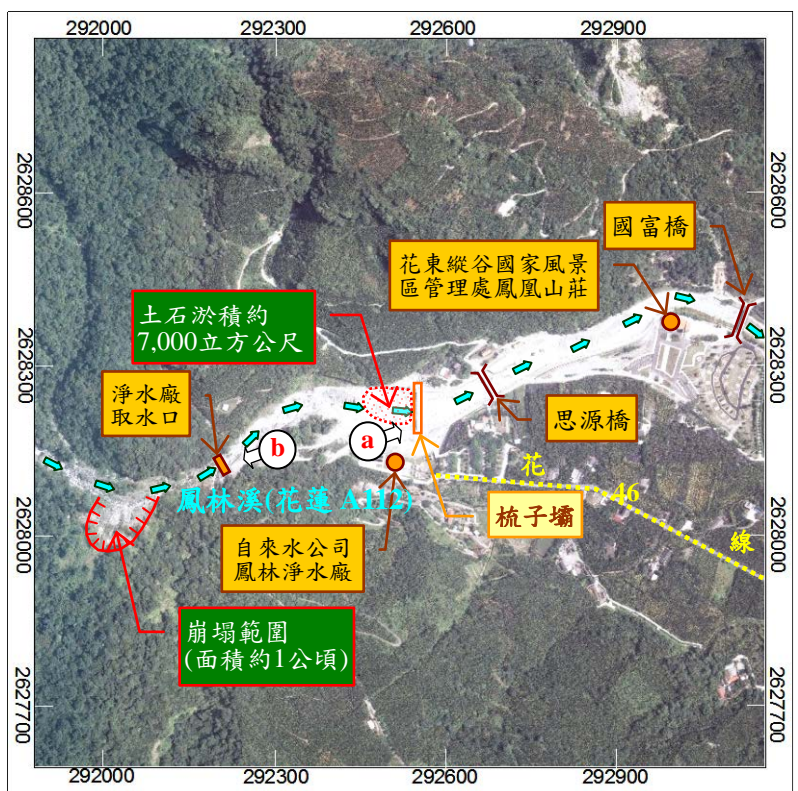 292000
292300
292600
292900
2628600
2628600
國富橋
花東縱谷國家風景
區管理處鳳凰山莊
土石淤積約
7,000立方公尺
2628300
2628300
淨水廠
取水口
思源橋
a
b
花
46
線
鳳林溪(花蓮 A112)
梳子壩
自來水公司
鳳林淨水廠
2628000
2628000
崩塌範圍
(面積約1公頃)
2627700
2627700
292000
292300
292600
292900